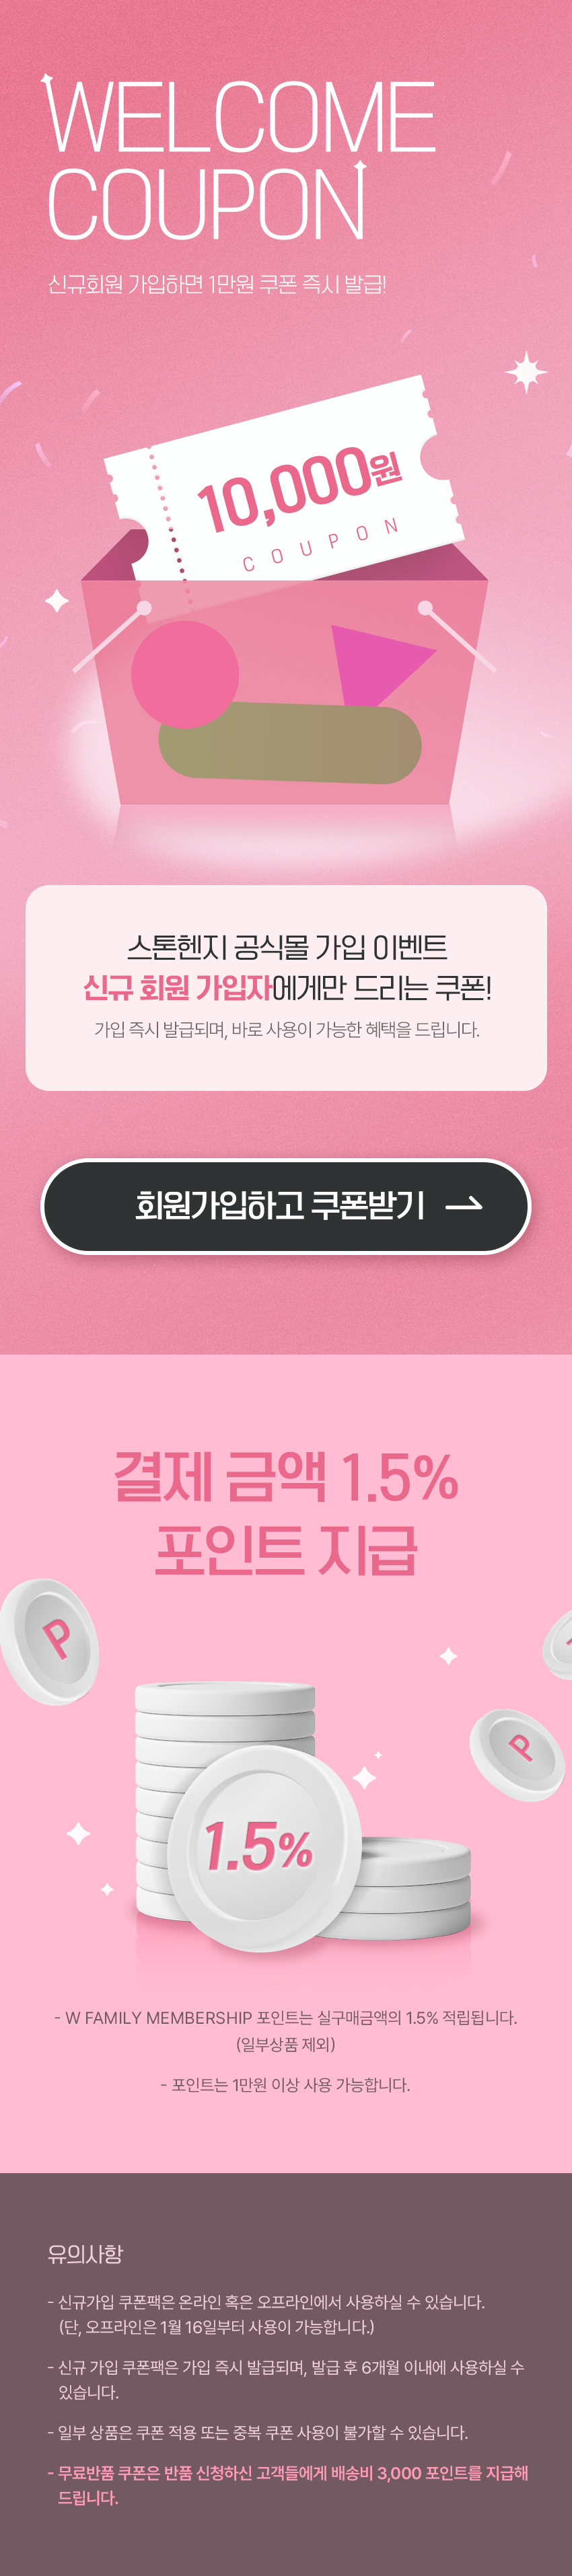 WELCOME
COUPON
신규회원 가입하면 1만원 쿠폰 즉시 발급!
10,000원
COUPON
스톤헨지 공식몰 가입 이벤트
신규 회원 가입자에게만 드리는 쿠폰!
가입 즉시 발급되며, 바로 사용이 가능한 혜택을 드립니다.
회원가입하고 쿠폰받기
결제 금액 1.5%
포인트 지급
P
P
1.5%
- W FAMILY MEMBERSHIP 포인트는 실구매금액의 1.5% 적립됩니다.
(일부상품 제외)
- 포인트는 1만원 이상 사용 가능합니다.
유의사항
- 신규가입 쿠폰팩은 온라인 혹은 오프라인에서 사용하실 수 있습니다.
(단, 오프라인은 1월 16일부터 사용이 가능합니다.)
- 신규 가입 쿠폰팩은 가입 즉시 발급되며, 발급 후 6개월 이내에 사용하실 수
있습니다.
- 일부 상품은 쿠폰 적용 또는 중복 쿠폰 사용이 불가할 수 있습니다.
- 무료반품 쿠폰은 반품 신청하신 고객들에게 배송비 3,000 포인트를 지급해
드립니다.